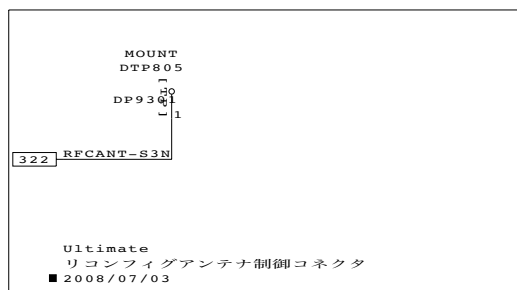 MOUNT
DTP805
[TP]
DP9301
1
322 RFCANT-S3N
Ultimate
リコンフィグアンテナ制御コネクタ
■2008/07/03